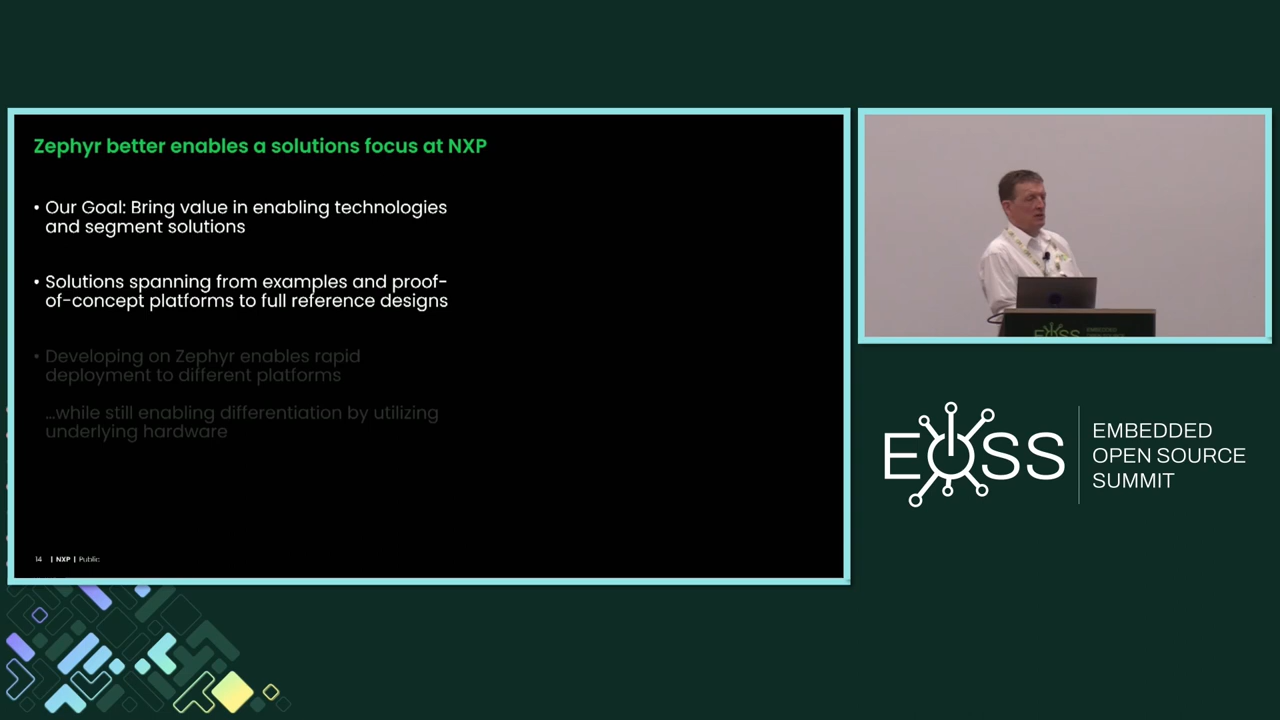 Zephyr better enables a solutions focus at NXP
• Our Goal: Bring value in enabling technologies
and segment solutions
• Solutions spanning from examples and proof-
of-concept platforms to full reference designs
• Developing on Zephyr enables rapid
deployment to different platforms
...while still enabling differentiation by utilizing
underlying hardware
14 | NXP | Public
EOSS
EOSS
EMBEDDED
OPEN SOURCE
SUMMIT